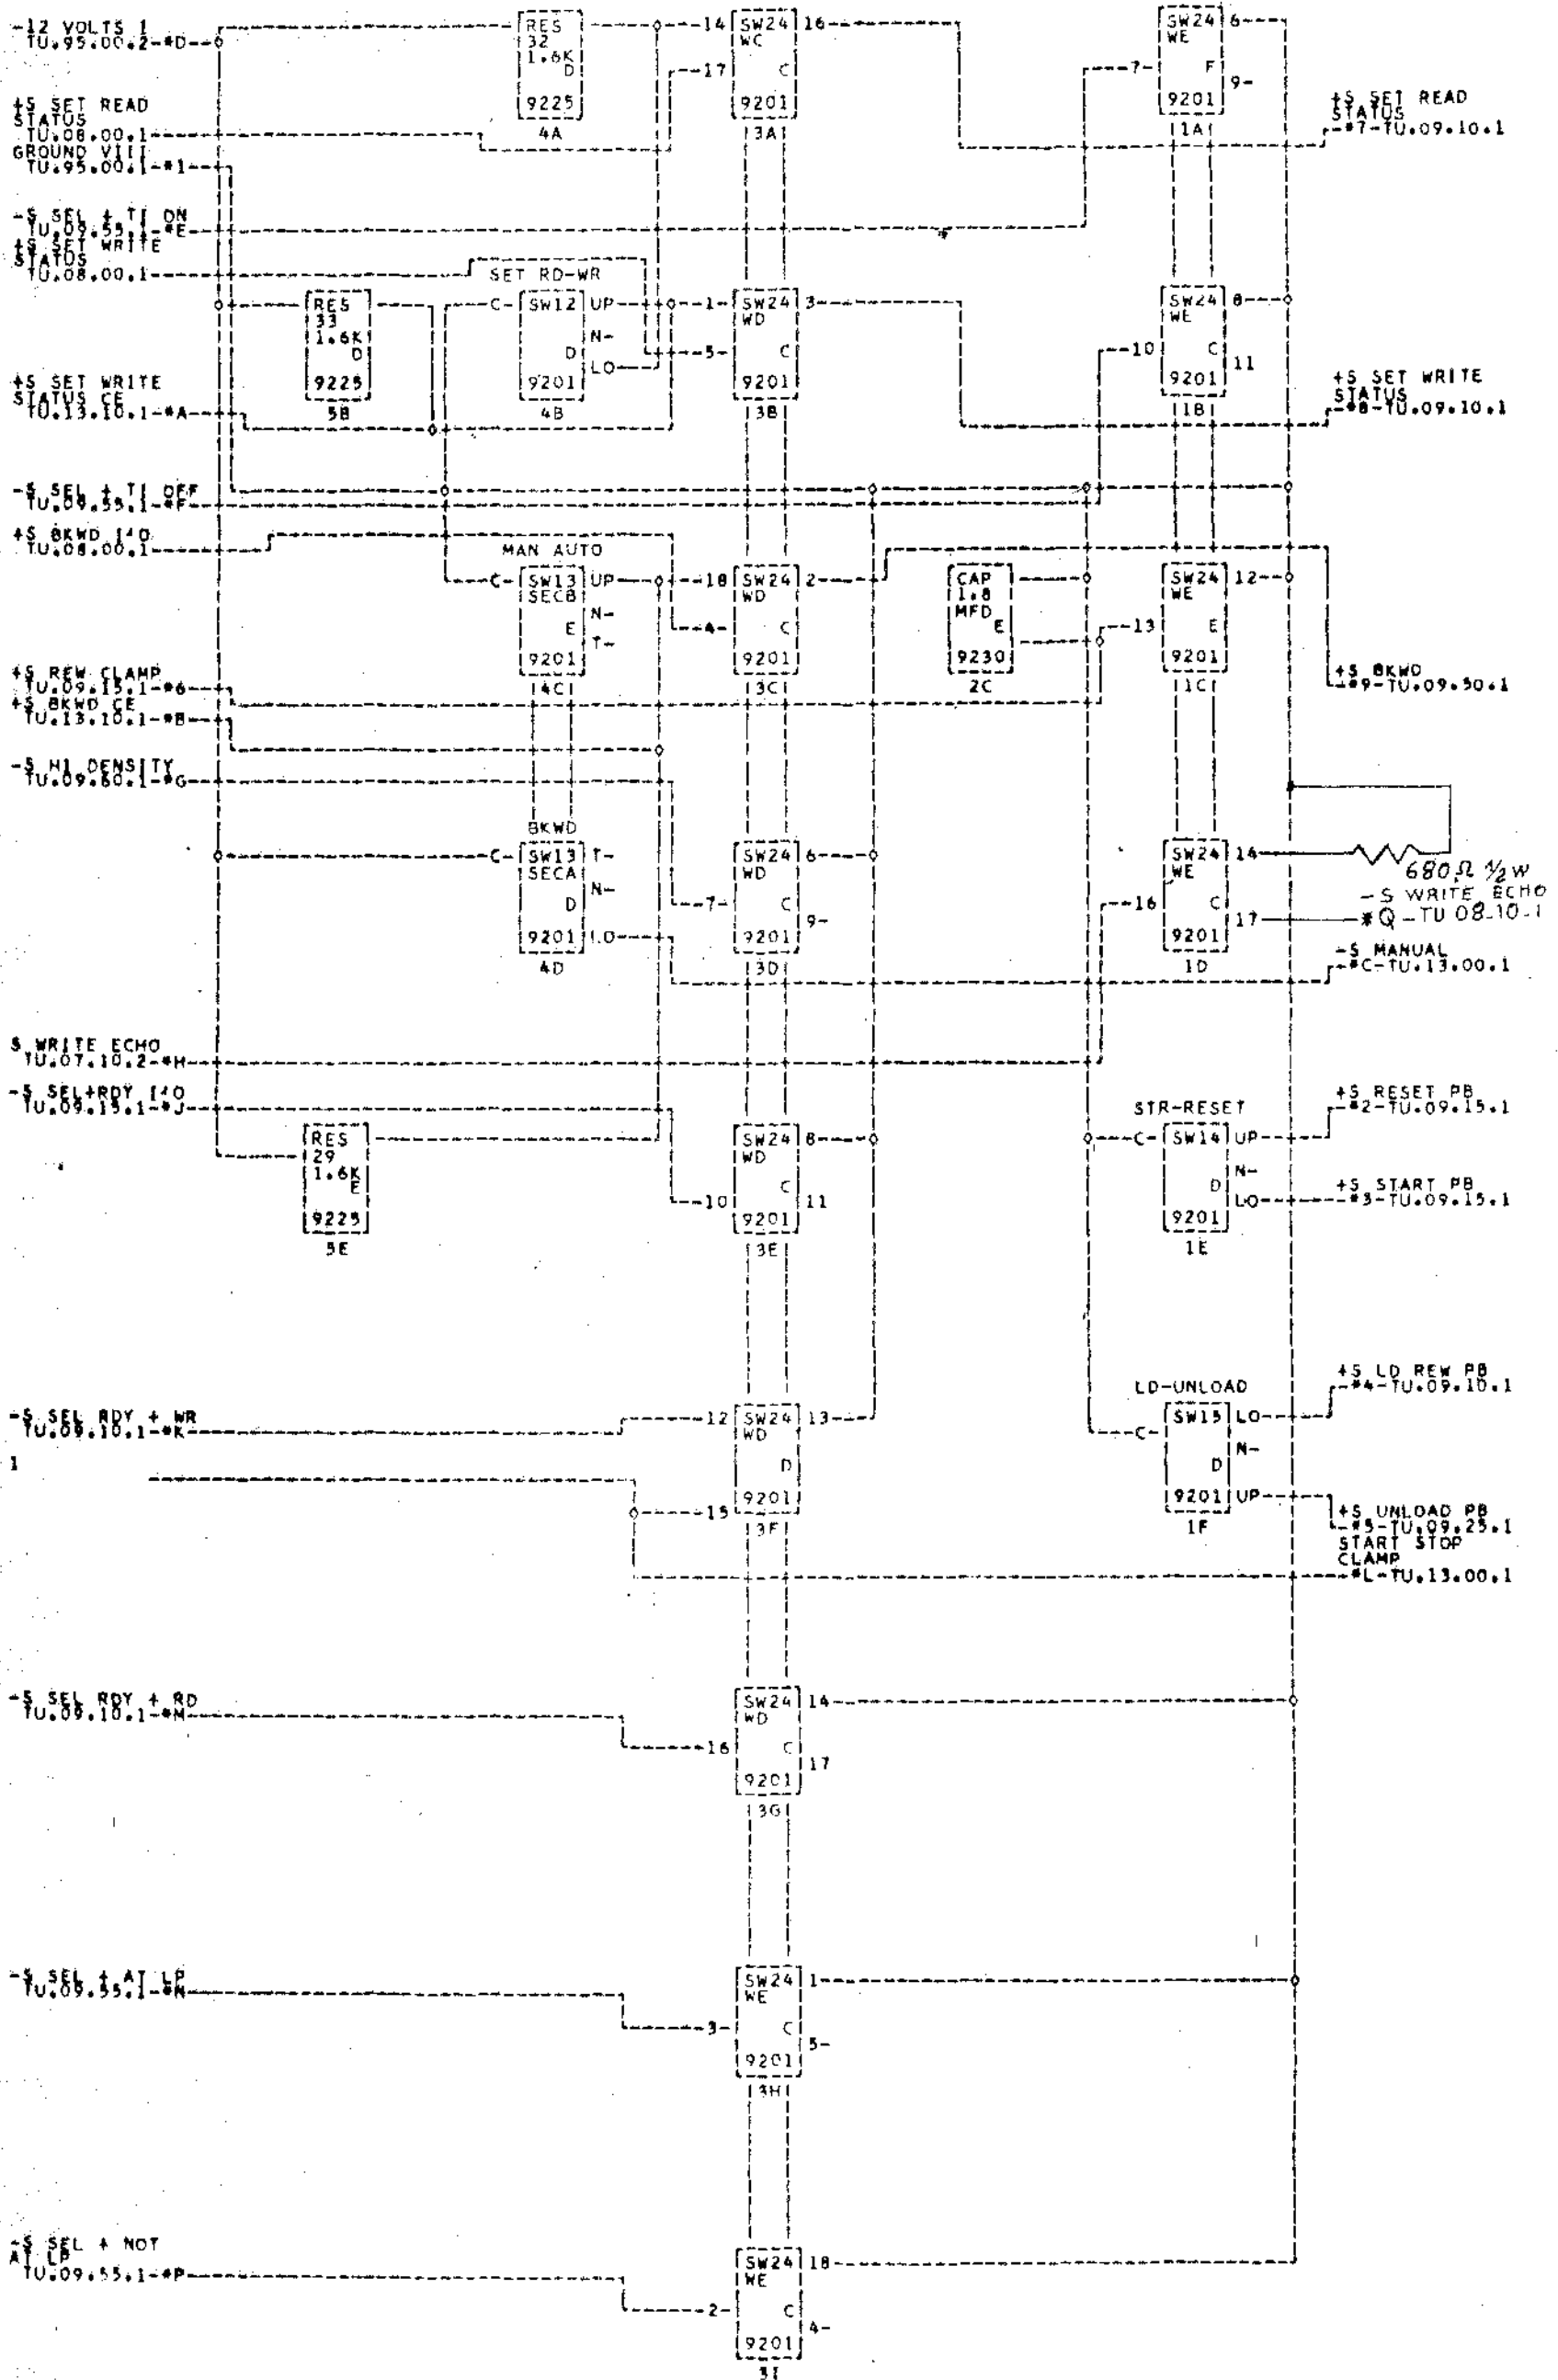 -12 VOLTS 1
TU.95.00.2-*D
+S SET READ
STATUS
TU.08.00.1
GROUND VIII
TU.95.00.1-*1
-S SEL + TI ON
TU.09.55.1-*E
+S SET WRITE
STATUS
TU.08.00.1
+S SET WRITE
STATUS CE
TU.13.10.1-*A
-S SEL + TI OFF
TU.09.55.1-*F
+S BKWD I'O
TU.08.00.1
+S REW CLAMP
TU.09.15.1-*6
+S BKWD CE
TU.13.10.1-*B
-S HI DENSITY
TU.09.60.1-*G
S WRITE ECHO
TU.07.10.2-*H
-S SEL+RDY I'O
TU.09.15.1-*J
-S SEL RDY + WR
TU.09.10.1-*K
1
-S SEL RDY + RD
TU.09.10.1-*M
-S SEL + AT LP
TU.09.55.1-*N
-S SEL + NOT
AT LP
TU.09.55.1-*P
RES
33
1.6K
D
9225
5B
RES
29
1.6K
E
9225
5E
RES
32
1.6K
D
9225
4A
SET RD-WR
C- SW12 UP
N-
D
LO
9201
4B
MAN AUTO
C- SW13 UP
SECB
N-
E
T-
9201
4C
BKWD
C- SW13 T-
SECA
N-
D
9201 LO
4D
14 SW24 16
WC
17 C
9201
3A
1 SW24 3
WD
5 C
9201
3B
18 SW24 2
WD
4 C
9201
3C
SW24 6
WD
7 C
9-
9201
3D
SW24 8
WD
10 C 11
9201
3E
12 SW24 13
WD
D
15 9201
3F
SW24 14
WD
16 C
17
9201
3G
SW24 1
WE
3 C
5-
9201
3H
SW24 18
WE
2 C
4-
9201
3I
CAP
1.8
MFD
E
9230
2C
SW24 6
WE
7 F
9-
9201
1A
SW24 8
WE
10 C
11
9201
1B
SW24 12
WE
13 E
9201
1C
SW24 14
WE
16 C
17
9201
1D
STR-RESET
C- SW14 UP
N-
D
LO
9201
1E
LD-UNLOAD
SW15 LO
C-
N-
D
9201 UP
1F
+S SET READ
STATUS
*7-TU.09.10.1
+S SET WRITE
STATUS
*8-TU.09.10.1
+S BKWD
*9-TU.09.50.1
680Ω ½W
-S WRITE ECHO
*Q-TU 08-10-1
-S MANUAL
*C-TU.13.00.1
+S RESET PB
*2-TU.09.15.1
+S START PB
*3-TU.09.15.1
+S LD REW PB
*4-TU.09.10.1
+S UNLOAD PB
*5-TU.09.25.1
START STOP
CLAMP
*L-TU.13.00.1